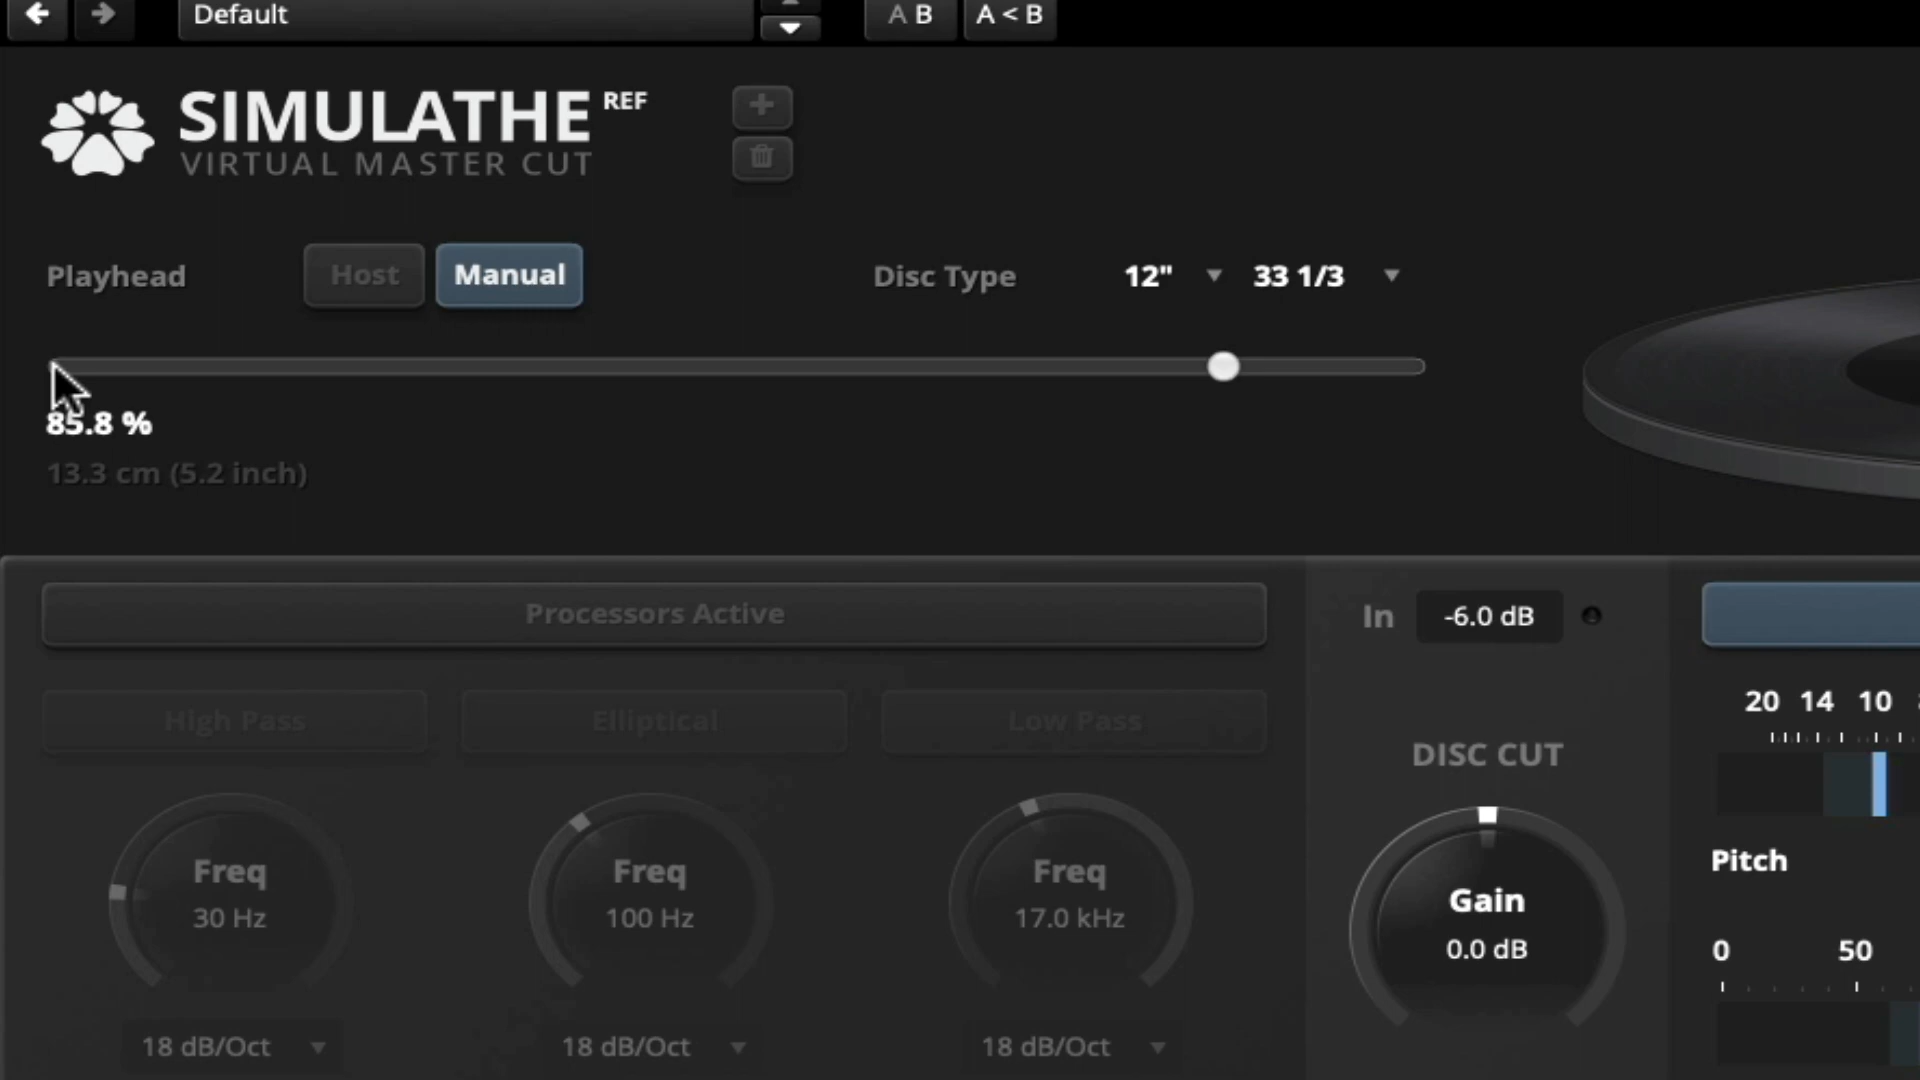 Default
A B
A < B
SIMULATHE REF
VIRTUAL MASTER CUT
Playhead
Host
Manual
Disc Type
12"
33 1/3
85.8 %
13.3 cm (5.2 inch)
Processors Active
In
-6.0 dB
High Pass
Elliptical
Low Pass
20 14 10
DISC CUT
Freq
30 Hz
Freq
100 Hz
Freq
17.0 kHz
Gain
0.0 dB
Pitch
0 50
18 dB/Oct
18 dB/Oct
18 dB/Oct